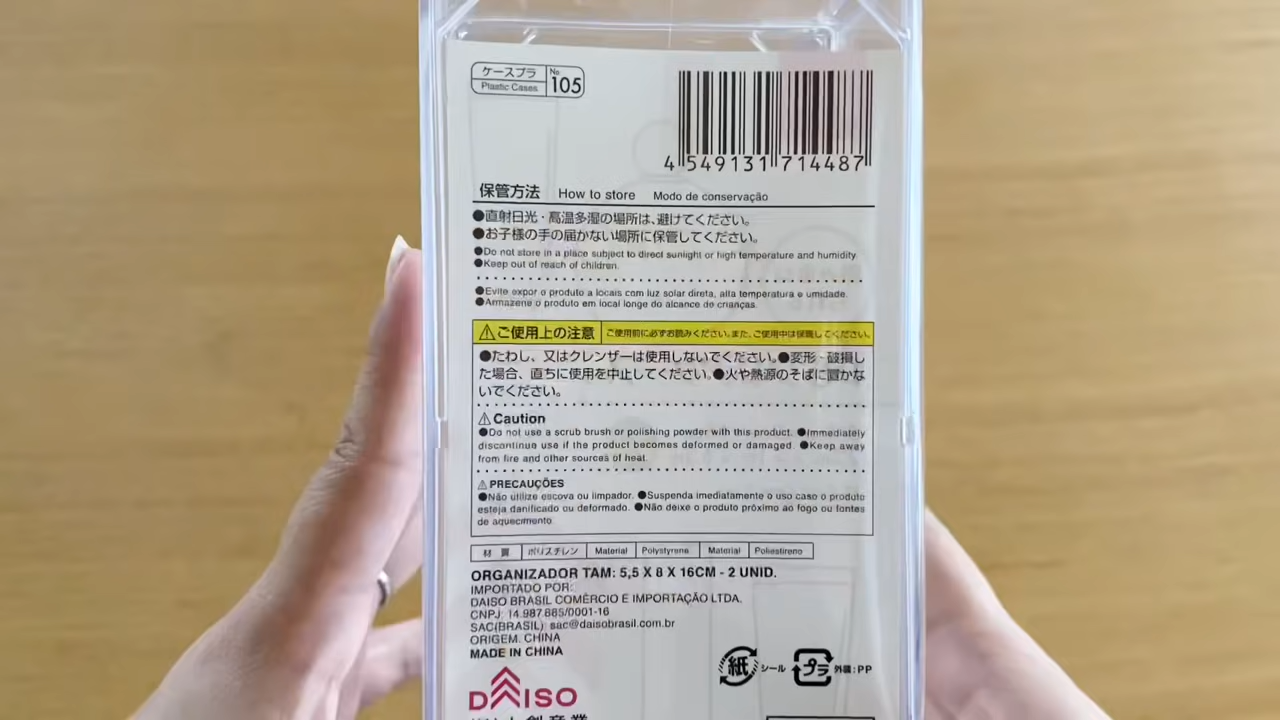 ケースプラ
Plastic Cases
No 105
4 549131 714487
保管方法 How to store Modo de conservação
●直射日光・高温多湿の場所は、避けてください。
●お子様の手の届かない場所に保管してください。
●Do not store in a place subject to direct sunlight or high temperature and humidity.
●Keep out of reach of children.
●Evite expor o produto a locais com luz solar direta, alta temperatura e umidade.
●Armazene o produto em local longe do alcance de crianças.
⚠ご使用上の注意 ご使用前に必ずお読みください。また、ご使用中は保管してください。
●たわし、又はクレンザーは使用しないでください。●変形・破損し
た場合、直ちに使用を中止してください。●火や熱源のそばに置かな
いでください。
⚠Caution
●Do not use a scrub brush or polishing powder with this product. ●Immediately
discontinue use if the product becomes deformed or damaged. ●Keep away
from fire and other sources of heat.
⚠PRECAUÇÕES
●Não utilize escova ou limpador. ●Suspenda imediatamente o uso caso o produto
esteja danificado ou deformado. ●Não deixe o produto próximo ao fogo ou fontes
de aquecimento.
材質 ポリスチレン Material Polystyrene Material Poliestireno
ORGANIZADOR TAM: 5,5 X 8 X 16CM - 2 UNID.
IMPORTADO POR:
DAISO BRASIL COMÉRCIO E IMPORTAÇÃO LTDA.
CNPJ: 14.987.885/0001-16
SAC(BRASIL): sac@daisobrasil.com.br
ORIGEM: CHINA
MADE IN CHINA
紙 シール プラ 外装：PP
DAISO